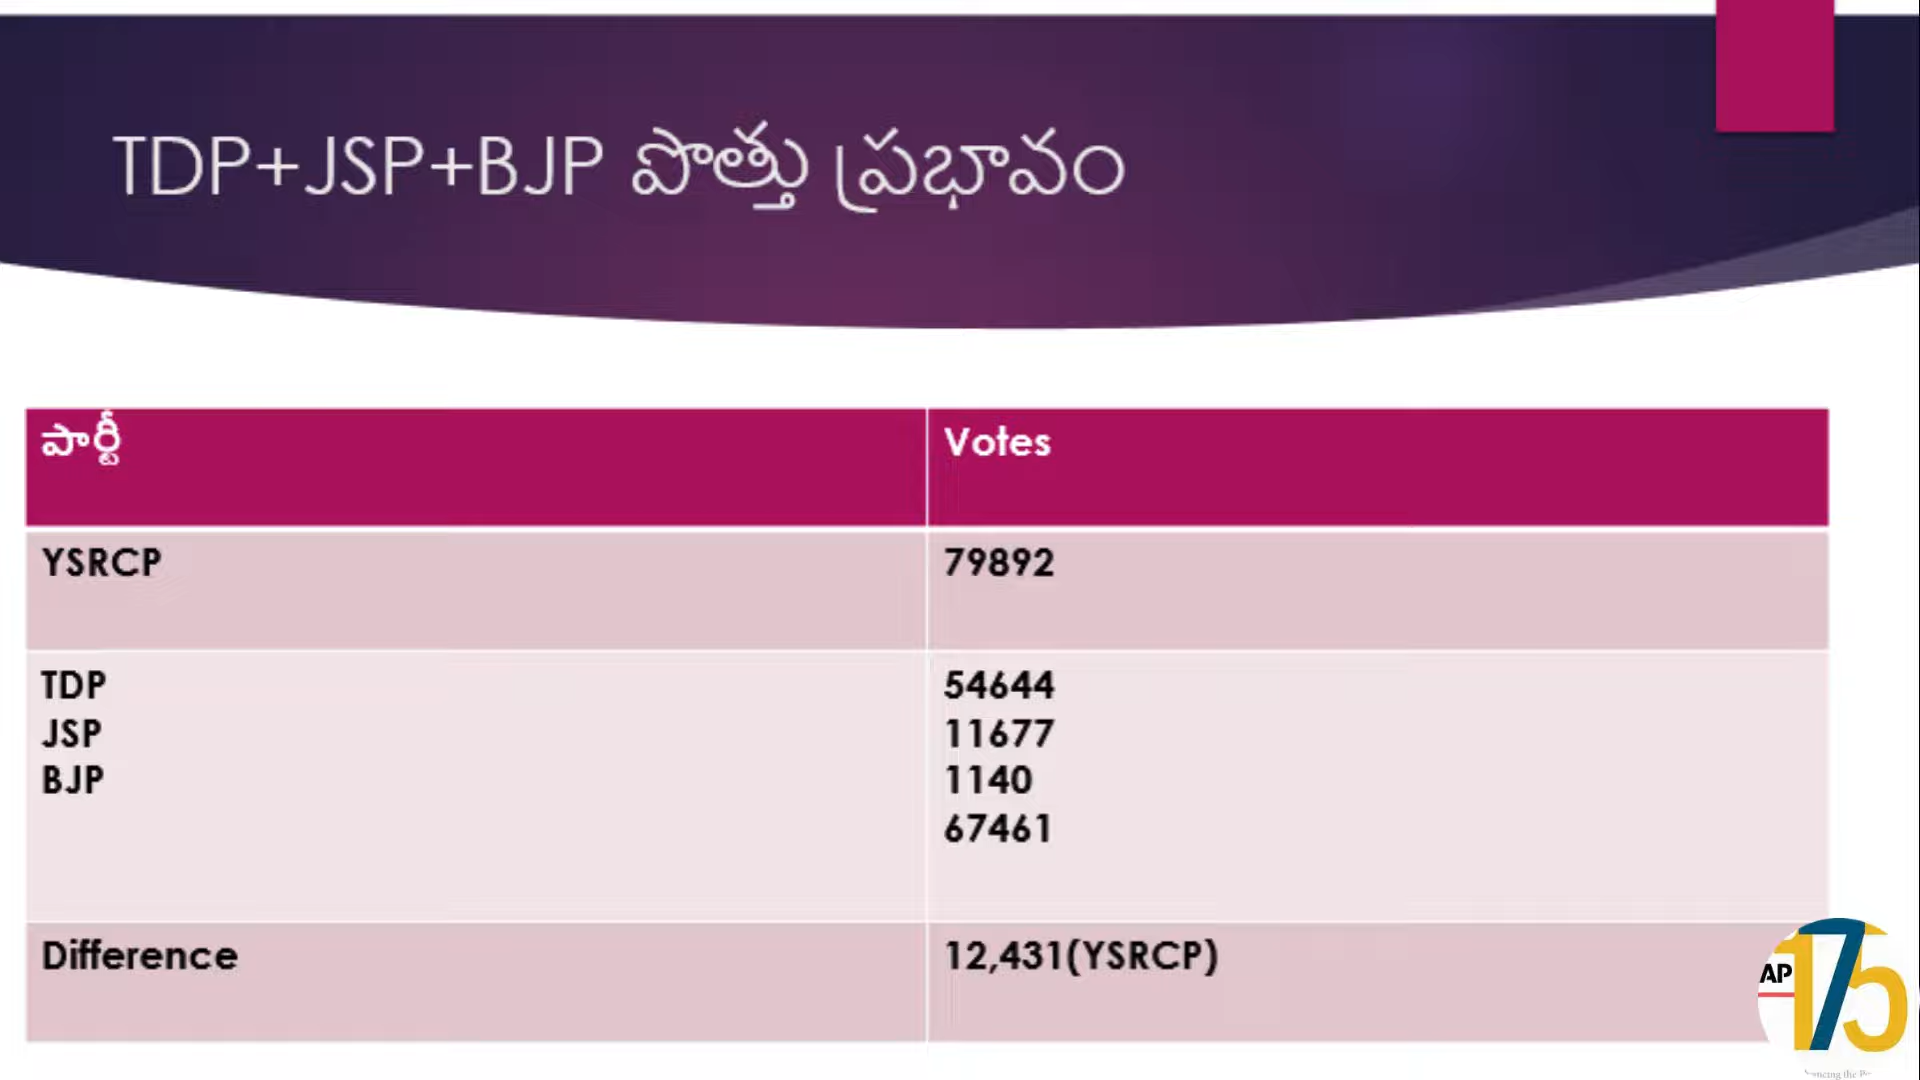 TDP+JSP+BJP పొత్తు ప్రభావం
పార్టీ Votes
YSRCP 79892
TDP 54644
JSP 11677
BJP 1140
67461
Difference 12,431(YSRCP)
AP 175